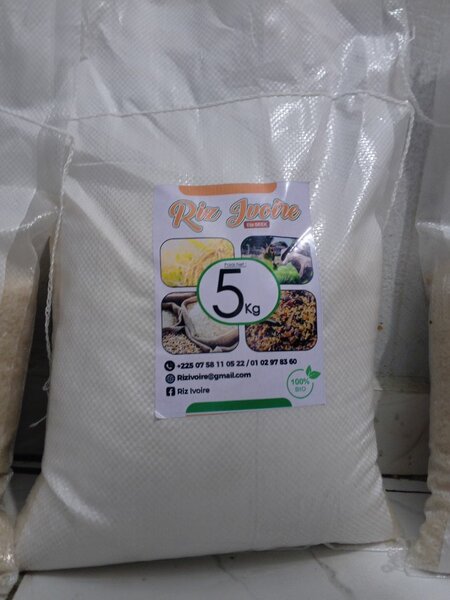 Riz Ivoire
Poids net :
5 Kg
+225 07 58 11 05 22 / 01 02 97 83 60
Rizivoire@gmail.com
Riz Ivoire
100%
BIO